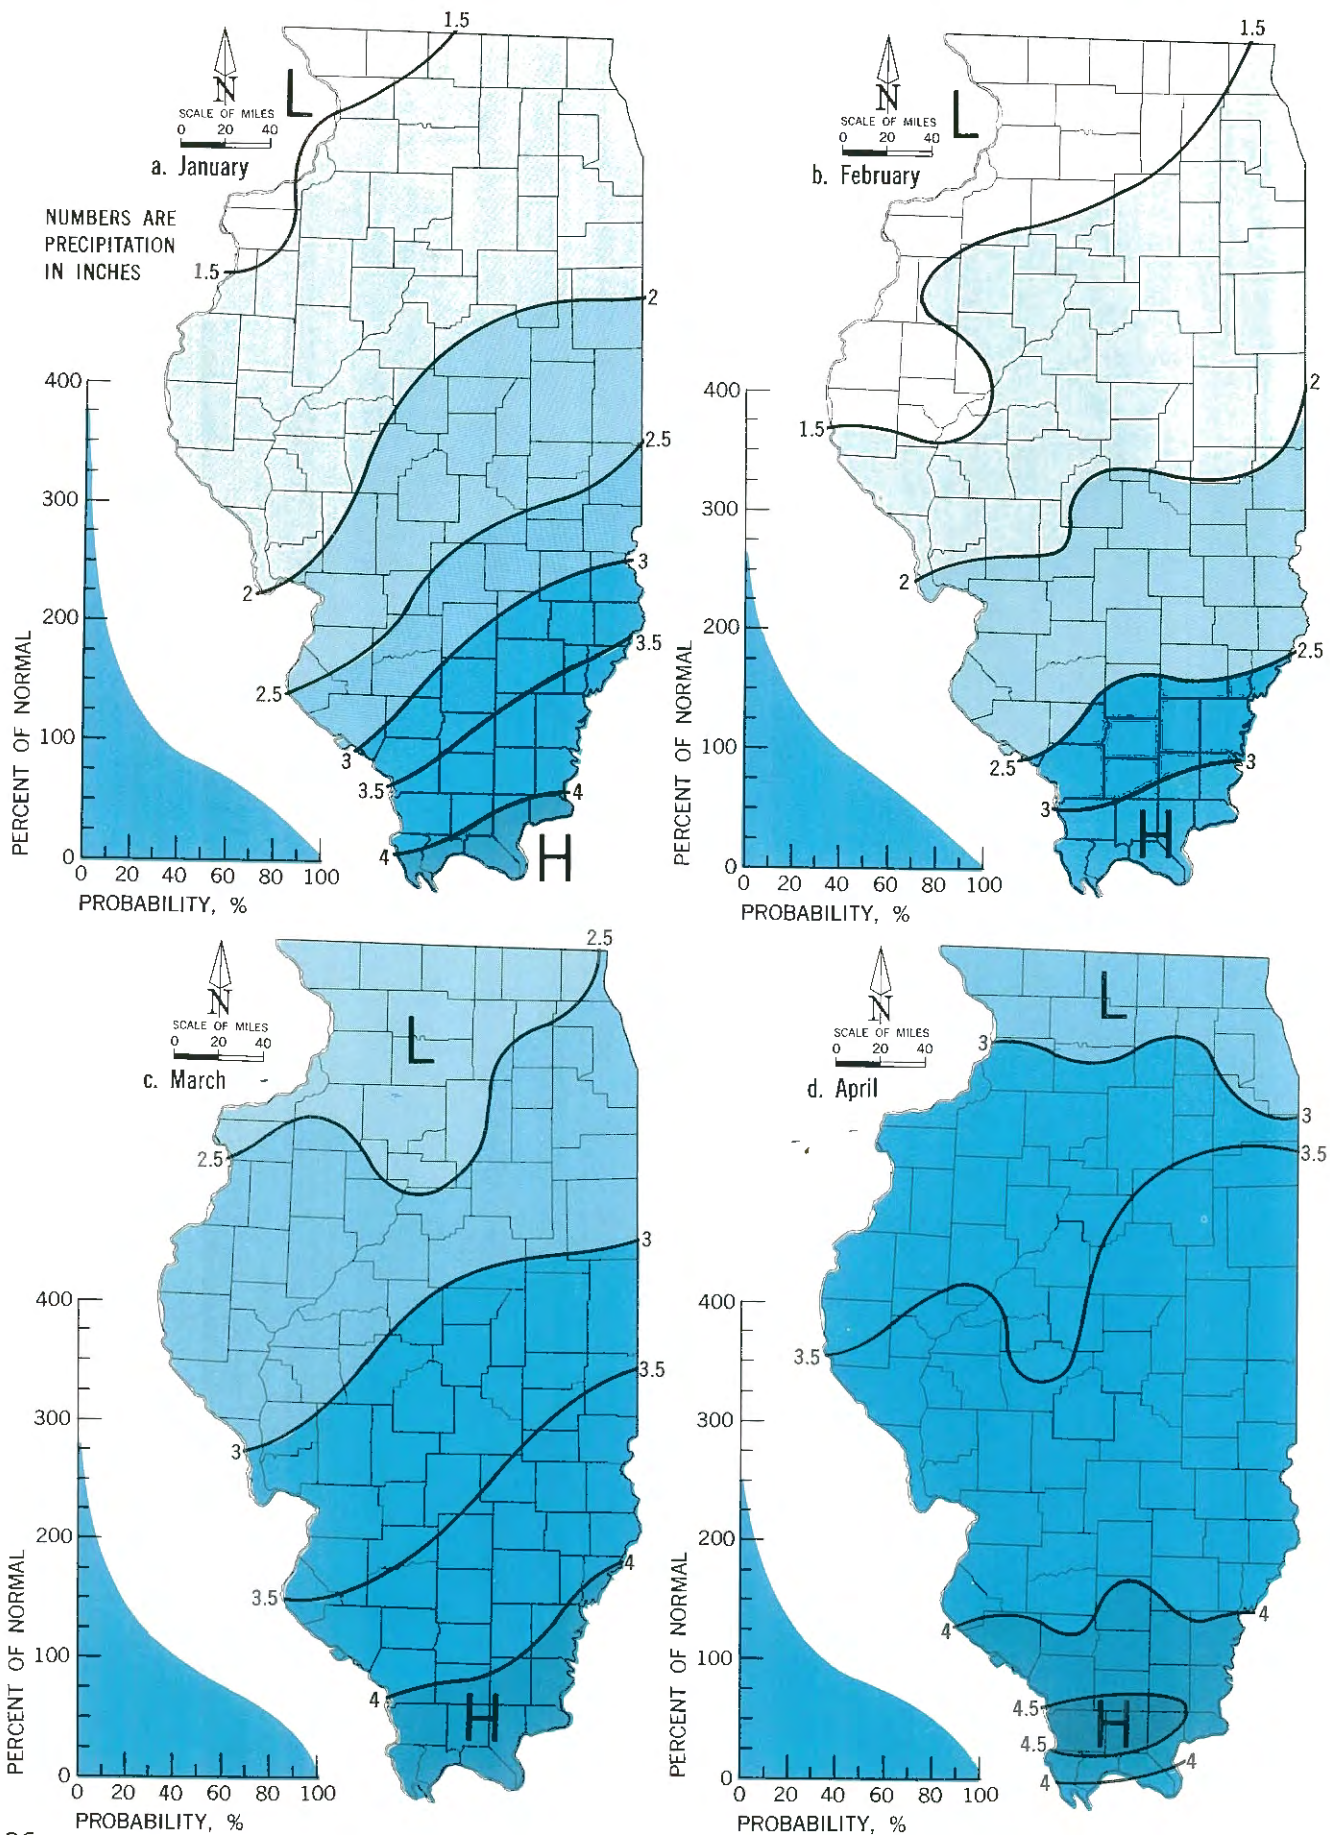 1.5
N
SCALE OF MILES
0 20 40
L
a. January
NUMBERS ARE
PRECIPITATION
IN INCHES
1.5
2
2.5
3
3.5
4
2
2.5
3
3.5
4
H
PERCENT OF NORMAL
400
300
200
100
0
0 20 40 60 80 100
PROBABILITY, %
1.5
N
SCALE OF MILES
0 20 40
L
b. February
2
1.5
2
2.5
2.5
3
3
H
PERCENT OF NORMAL
400
300
200
100
0
0 20 40 60 80 100
PROBABILITY, %
2.5
N
SCALE OF MILES
0 20 40
L
c. March
2.5
3
3.5
3
4
3.5
4
H
PERCENT OF NORMAL
400
300
200
100
0
0 20 40 60 80 100
PROBABILITY, %
N
SCALE OF MILES
0 20 40
L
d. April
3
3
3.5
3.5
4
4
4.5
H
4.5
4
4
PERCENT OF NORMAL
400
300
200
100
0
0 20 40 60 80 100
PROBABILITY, %